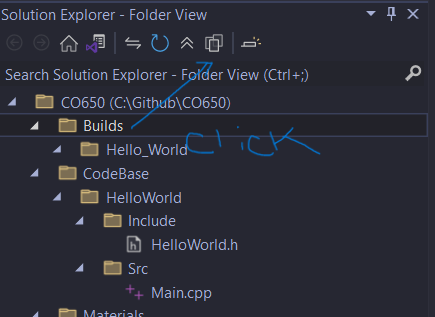 Solution Explorer - Folder View
Search Solution Explorer - Folder View (Ctrl+;)
CO650 (C:\Github\CO650)
Builds
Hello_World
click
CodeBase
HelloWorld
Include
HelloWorld.h
Src
Main.cpp
Materials